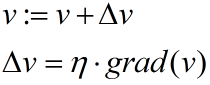 v := v + Δv
Δv = η · grad(v)